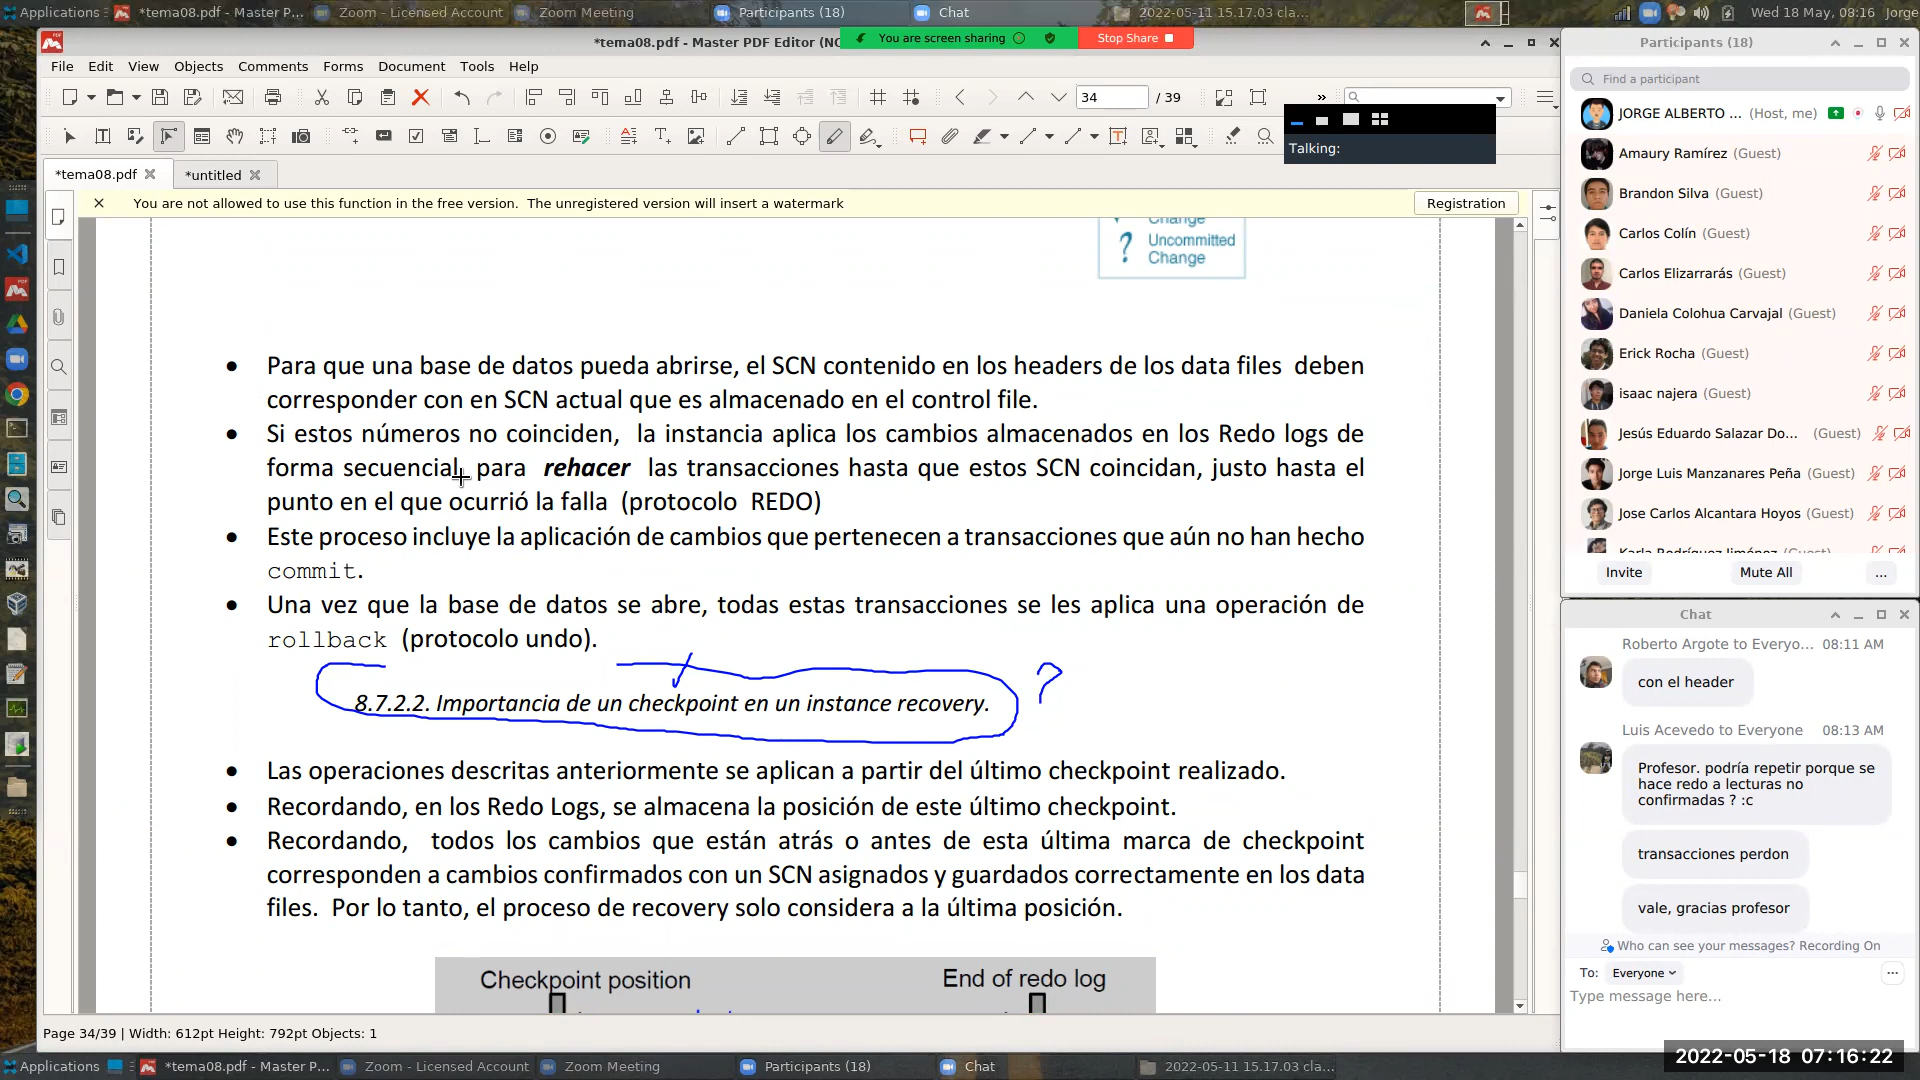 Applications
*tema08.pdf - Master P...
Zoom - Licensed Account
Zoom Meeting
Participants (18)
Chat
2022-05-11 15.17.03 cla...
Wed 18 May, 08:16
Jorge
*tema08.pdf - Master PDF Editor (NO
You are screen sharing
Stop Share
File Edit View Objects Comments Forms Document Tools Help
34 / 39
Talking:
*tema08.pdf
*untitled
You are not allowed to use this function in the free version. The unregistered version will insert a watermark
Registration
Change
? Uncommitted
Change
• Para que una base de datos pueda abrirse, el SCN contenido en los headers de los data files deben
corresponder con en SCN actual que es almacenado en el control file.
• Si estos números no coinciden, la instancia aplica los cambios almacenados en los Redo logs de
forma secuencial para rehacer las transacciones hasta que estos SCN coincidan, justo hasta el
punto en el que ocurrió la falla (protocolo REDO)
• Este proceso incluye la aplicación de cambios que pertenecen a transacciones que aún no han hecho
commit.
• Una vez que la base de datos se abre, todas estas transacciones se les aplica una operación de
rollback (protocolo undo).
8.7.2.2. Importancia de un checkpoint en un instance recovery.
?
• Las operaciones descritas anteriormente se aplican a partir del último checkpoint realizado.
• Recordando, en los Redo Logs, se almacena la posición de este último checkpoint.
• Recordando, todos los cambios que están atrás o antes de esta última marca de checkpoint
corresponden a cambios confirmados con un SCN asignados y guardados correctamente en los data
files. Por lo tanto, el proceso de recovery solo considera a la última posición.
Checkpoint position
End of redo log
Page 34/39 | Width: 612pt Height: 792pt Objects: 1
Participants (18)
Find a participant
JORGE ALBERTO ... (Host, me)
Amaury Ramírez (Guest)
Brandon Silva (Guest)
Carlos Colín (Guest)
Carlos Elizarrarás (Guest)
Daniela Colohua Carvajal (Guest)
Erick Rocha (Guest)
isaac najera (Guest)
Jesús Eduardo Salazar Do... (Guest)
Jorge Luis Manzanares Peña (Guest)
Jose Carlos Alcantara Hoyos (Guest)
Karla Rodríguez Jiménez (Guest)
Invite
Mute All
...
Chat
Roberto Argote to Everyo... 08:11 AM
con el header
Luis Acevedo to Everyone 08:13 AM
Profesor. podría repetir porque se
hace redo a lecturas no
confirmadas ? :c
transacciones perdon
vale, gracias profesor
Who can see your messages? Recording On
To: Everyone
Type message here...
Applications
*tema08.pdf - Master P...
Zoom - Licensed Account
Zoom Meeting
Participants (18)
Chat
2022-05-11 15.17.03 cla...
2022-05-18 07:16:22